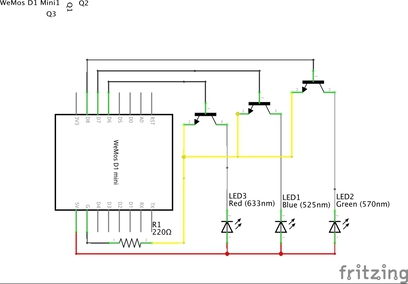 WeMos D1 Mini1
Q1
Q2
Q3
WeMos D1 mini
R1
220Ω
LED3
Red (633nm)
LED1
Blue (525nm)
LED2
Green (570nm)
fritzing